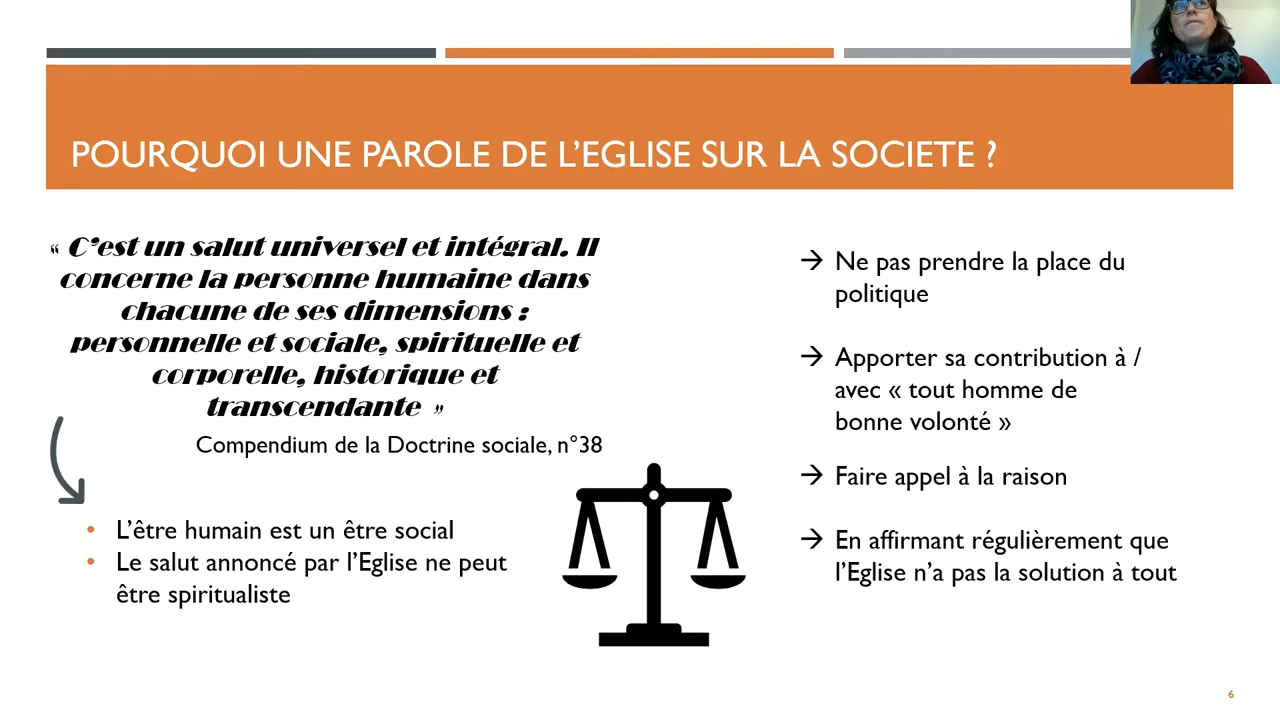 POURQUOI UNE PAROLE DE L’EGLISE SUR LA SOCIETE ?
« C’est un salut universel et intégral. Il
concerne la personne humaine dans
chacune de ses dimensions :
personnelle et sociale, spirituelle et
corporelle, historique et
transcendante »
Compendium de la Doctrine sociale, n°38
• L’être humain est un être social
• Le salut annoncé par l’Eglise ne peut
être spiritualiste
→ Ne pas prendre la place du
politique
→ Apporter sa contribution à /
avec « tout homme de
bonne volonté »
→ Faire appel à la raison
→ En affirmant régulièrement que
l’Eglise n’a pas la solution à tout
6